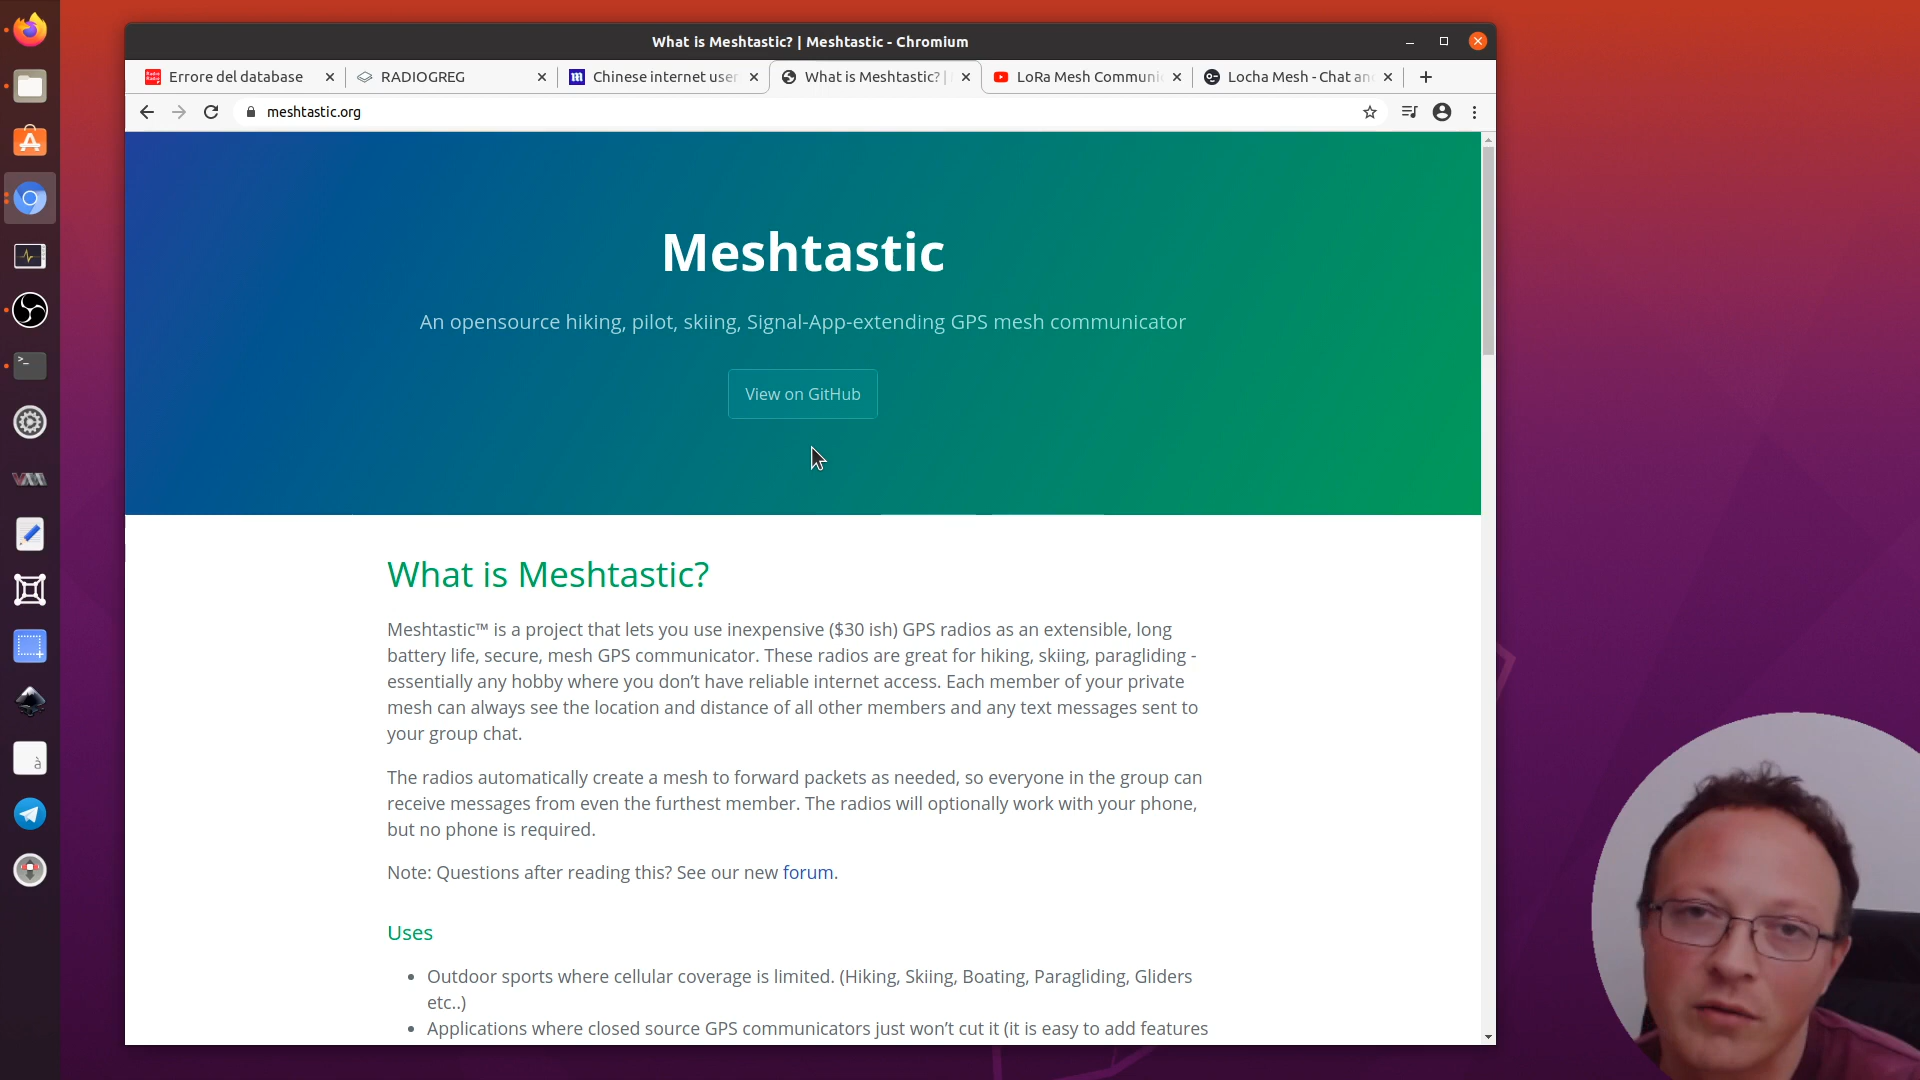 What is Meshtastic? | Meshtastic - Chromium
Errore del database
RADIOGREG
Chinese internet user
What is Meshtastic? |
LoRa Mesh Communi
Locha Mesh - Chat an
meshtastic.org
Meshtastic
An opensource hiking, pilot, skiing, Signal-App-extending GPS mesh communicator
View on GitHub
What is Meshtastic?
Meshtastic™ is a project that lets you use inexpensive ($30 ish) GPS radios as an extensible, long
battery life, secure, mesh GPS communicator. These radios are great for hiking, skiing, paragliding -
essentially any hobby where you don’t have reliable internet access. Each member of your private
mesh can always see the location and distance of all other members and any text messages sent to
your group chat.
The radios automatically create a mesh to forward packets as needed, so everyone in the group can
receive messages from even the furthest member. The radios will optionally work with your phone,
but no phone is required.
Note: Questions after reading this? See our new forum.
Uses
• Outdoor sports where cellular coverage is limited. (Hiking, Skiing, Boating, Paragliding, Gliders
etc..)
• Applications where closed source GPS communicators just won’t cut it (it is easy to add features